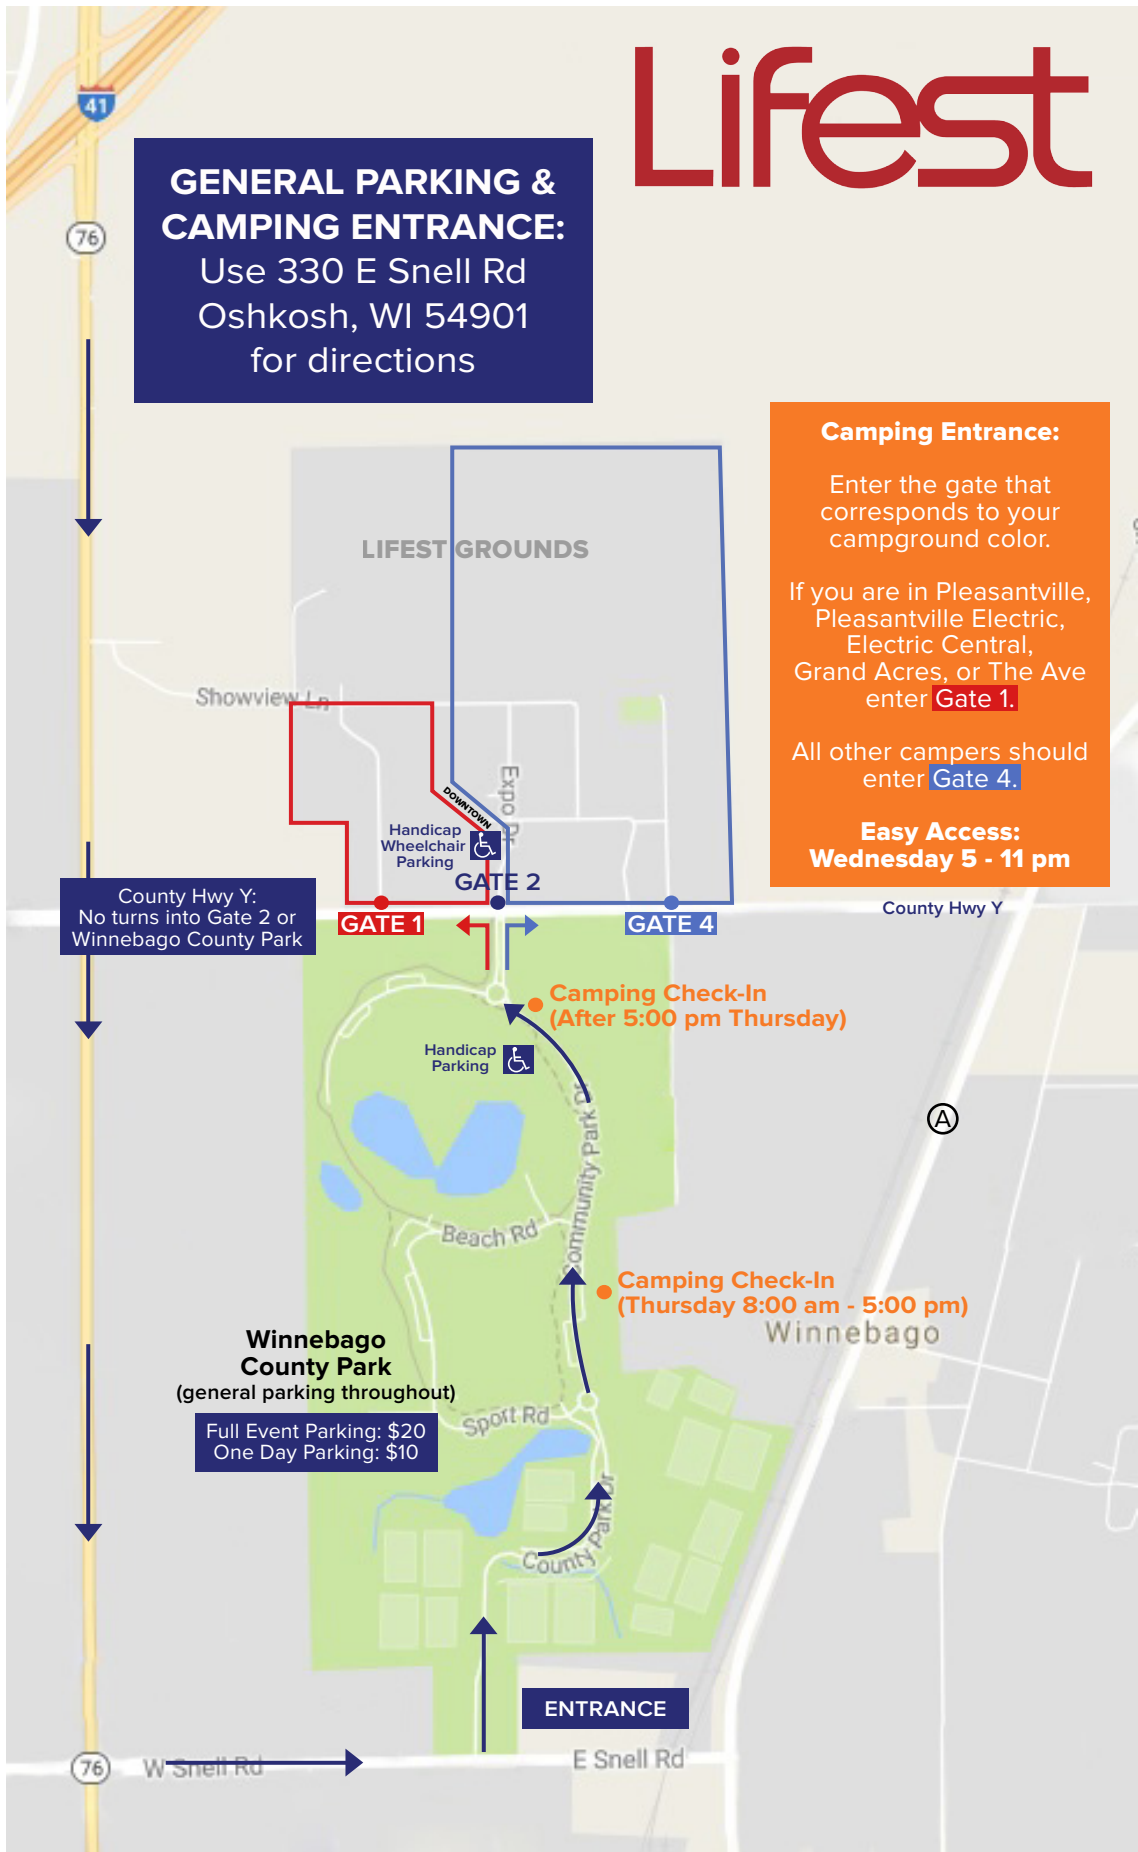 Lifest
41
GENERAL PARKING &
CAMPING ENTRANCE:
Use 330 E Snell Rd
Oshkosh, WI 54901
for directions
76
Camping Entrance:
Enter the gate that
corresponds to your
campground color.
If you are in Pleasantville,
Pleasantville Electric,
Electric Central,
Grand Acres, or The Ave
enter Gate 1.
All other campers should
enter Gate 4.
Easy Access:
Wednesday 5 - 11 pm
LIFEST GROUNDS
Showview Ln
Expo Dr
DOWNTOWN
Handicap
Wheelchair
Parking
GATE 2
County Hwy Y:
No turns into Gate 2 or
Winnebago County Park
GATE 1
GATE 4
County Hwy Y
Camping Check-In
(After 5:00 pm Thursday)
Handicap
Parking
Community Park Dr
A
Beach Rd
Camping Check-In
(Thursday 8:00 am - 5:00 pm)
Winnebago
Winnebago
County Park
(general parking throughout)
Full Event Parking: $20
One Day Parking: $10
Sport Rd
County Park Dr
ENTRANCE
76
W Snell Rd
E Snell Rd